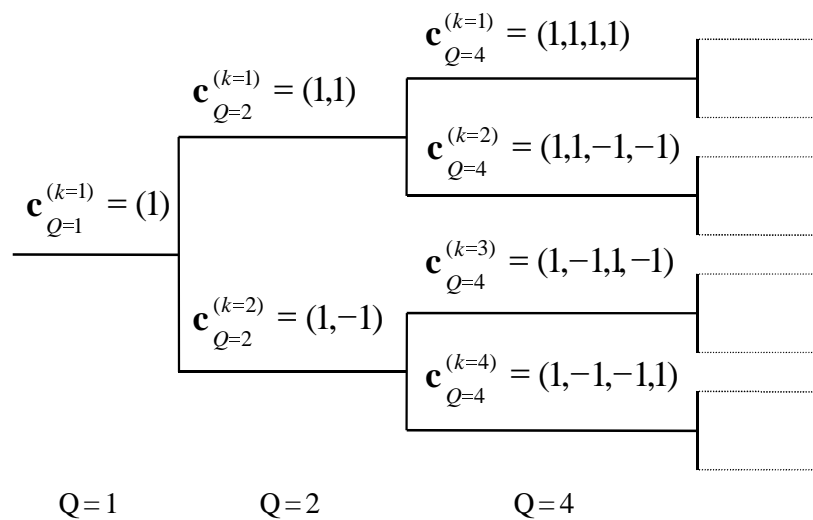 c_{Q=4}^{(k=1)} = (1,1,1,1)
c_{Q=2}^{(k=1)} = (1,1)
c_{Q=4}^{(k=2)} = (1,1,−1,−1)
c_{Q=1}^{(k=1)} = (1)
c_{Q=4}^{(k=3)} = (1,−1,1,−1)
c_{Q=2}^{(k=2)} = (1,−1)
c_{Q=4}^{(k=4)} = (1,−1,−1,1)
Q = 1 Q = 2 Q = 4